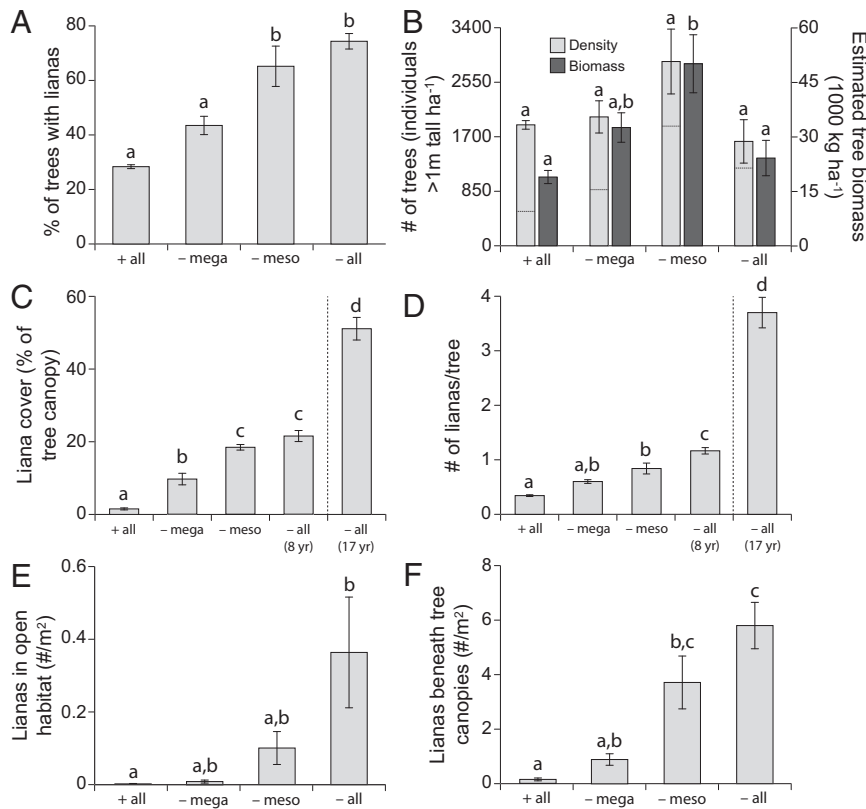 A
% of trees with lianas
80
60
40
20
0
a
a
b
b
+ all
– mega
– meso
– all
B
# of trees (individuals
>1m tall ha⁻¹)
3400
2550
1700
850
0
Density
Biomass
a
a
a
a,b
a
b
a
a
60
45
30
15
0
Estimated tree biomass
(1000 kg ha⁻¹)
+ all
– mega
– meso
– all
C
Liana cover (% of
tree canopy)
60
40
20
0
a
b
c
c
d
+ all
– mega
– meso
– all
(8 yr)
– all
(17 yr)
D
# of lianas/tree
4
3
2
1
0
a
a,b
b
c
d
+ all
– mega
– meso
– all
(8 yr)
– all
(17 yr)
E
Lianas in open
habitat (#/m²)
0.6
0.4
0.2
0
a
a,b
a,b
b
+ all
– mega
– meso
– all
F
Lianas beneath tree
canopies (#/m²)
8
6
4
2
0
a
a,b
b,c
c
+ all
– mega
– meso
– all